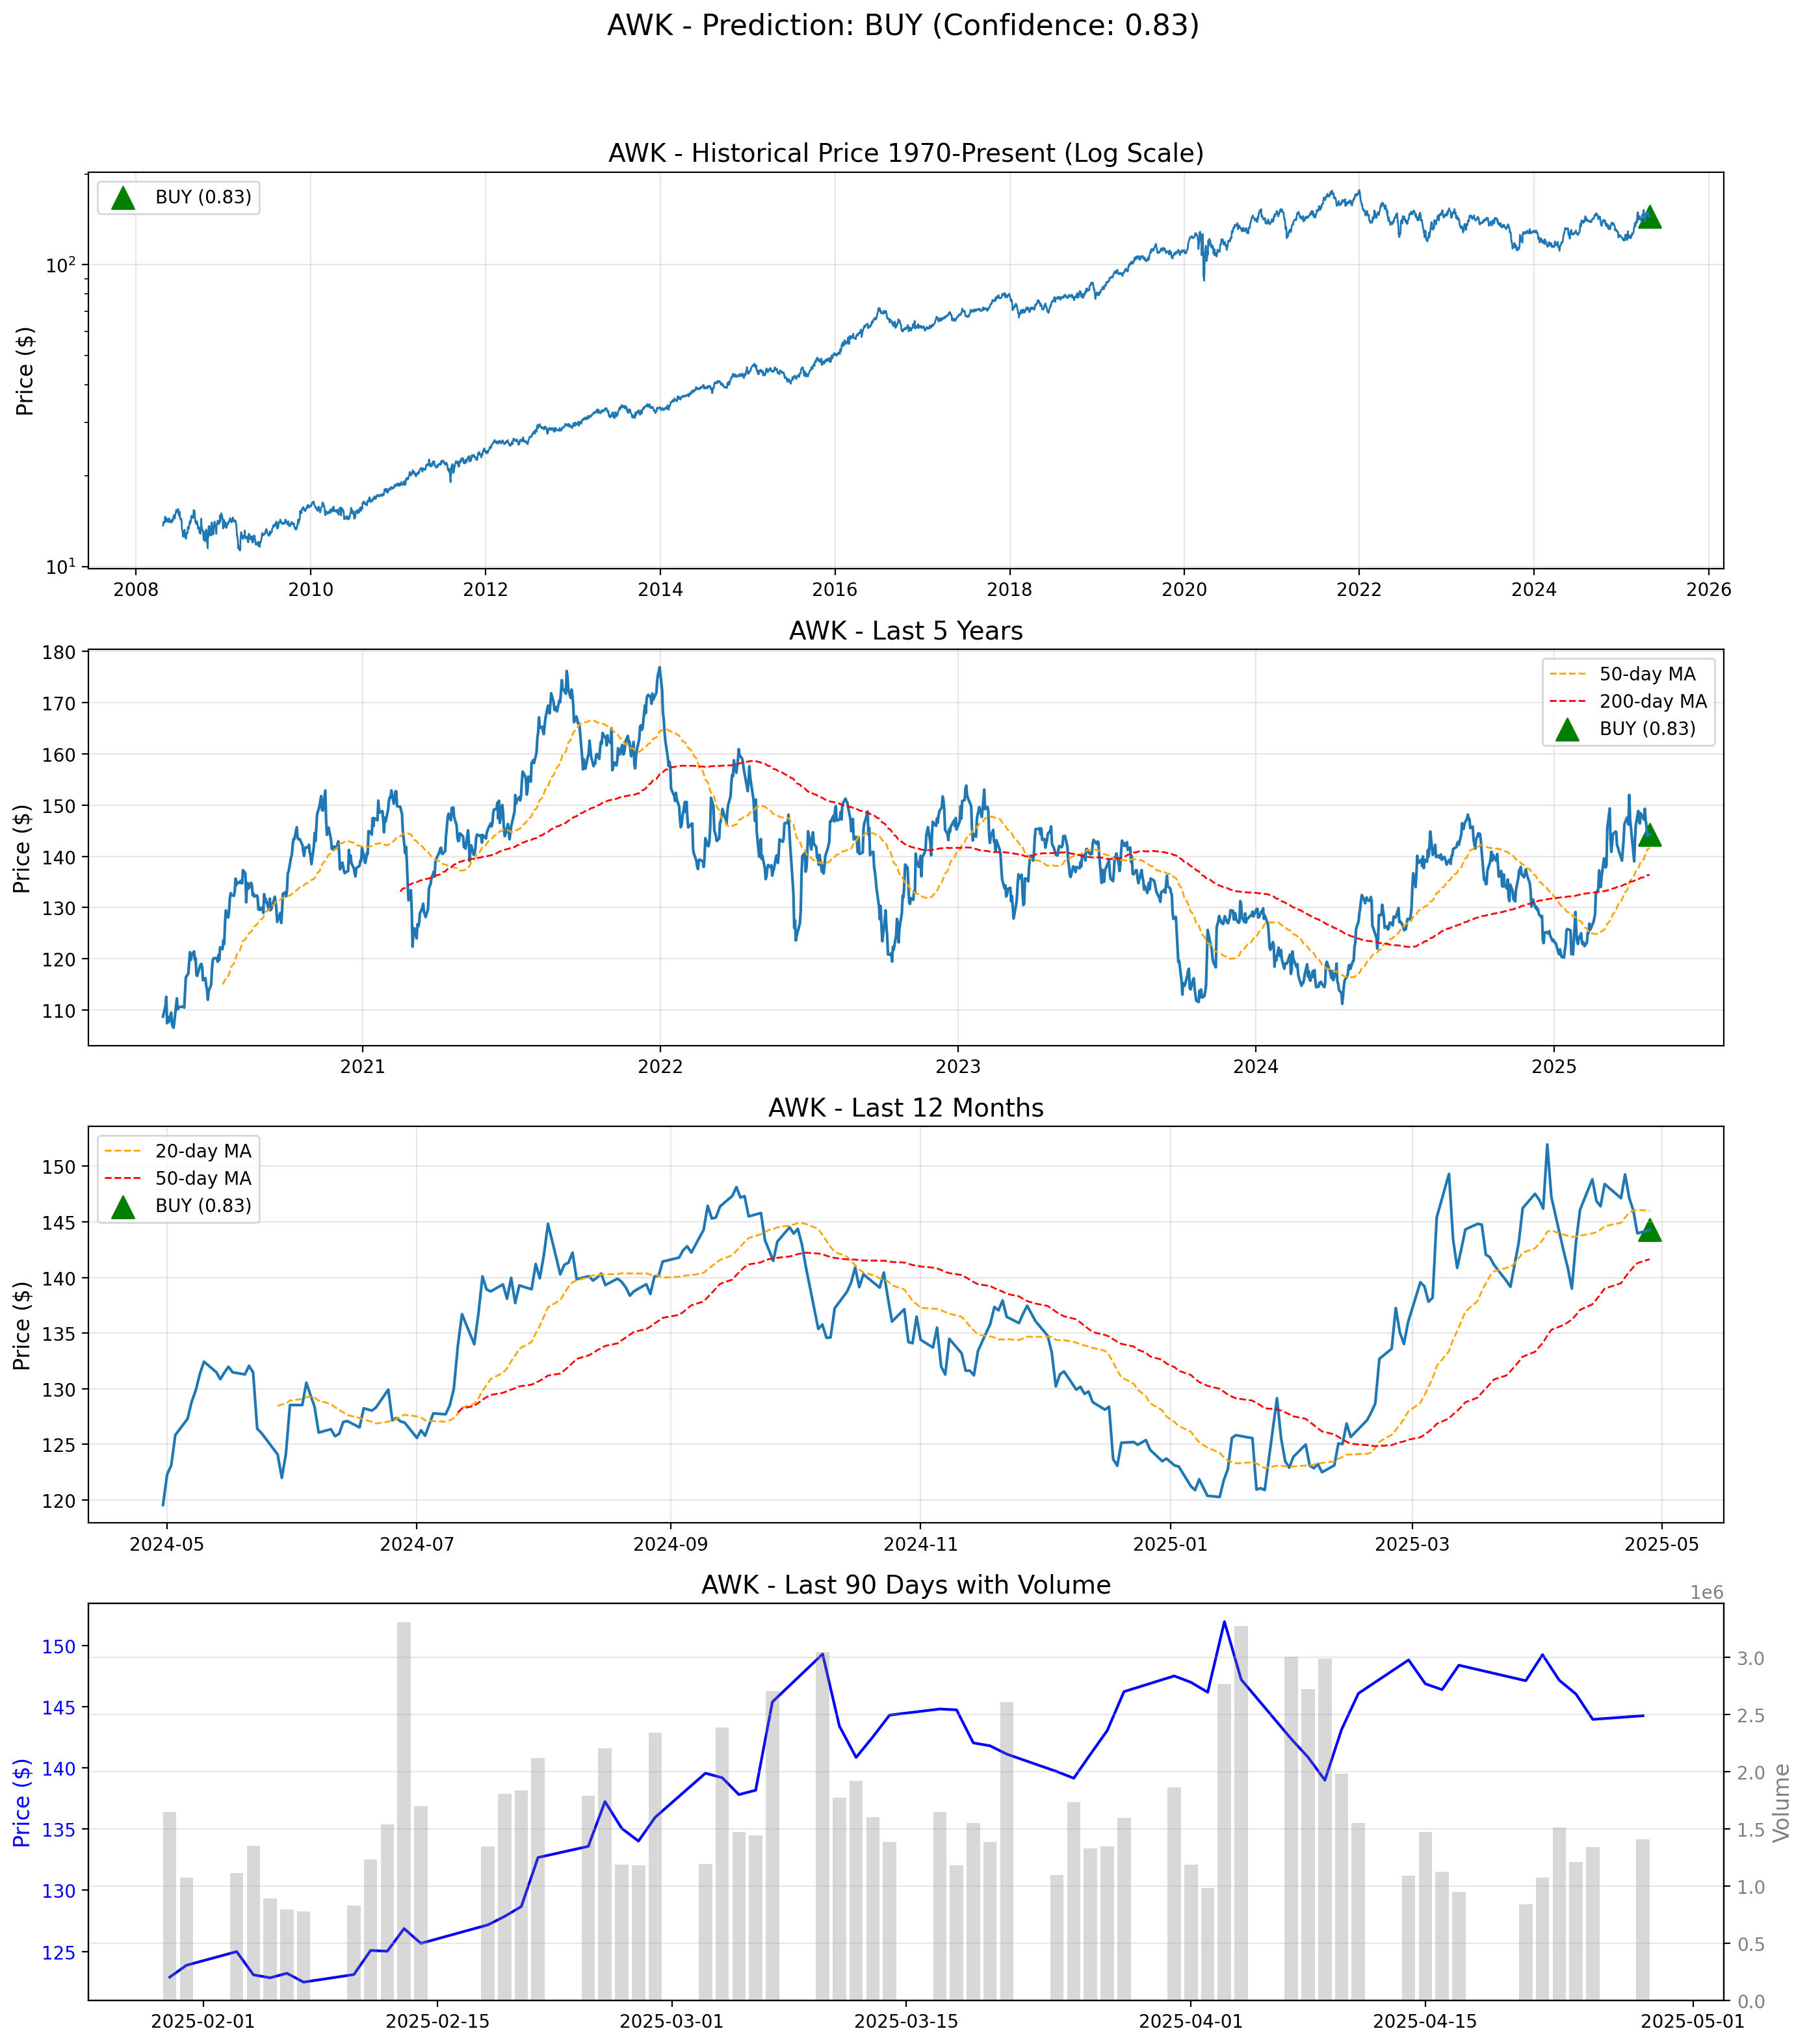 AWK - Prediction: BUY (Confidence: 0.83)
AWK - Historical Price 1970-Present (Log Scale)
BUY (0.83)
Price ($)
10²
10¹
2008 2010 2012 2014 2016 2018 2020 2022 2024 2026
AWK - Last 5 Years
50-day MA
200-day MA
BUY (0.83)
Price ($)
180
170
160
150
140
130
120
110
2021 2022 2023 2024 2025
AWK - Last 12 Months
20-day MA
50-day MA
BUY (0.83)
Price ($)
150
145
140
135
130
125
120
2024-05 2024-07 2024-09 2024-11 2025-01 2025-03 2025-05
AWK - Last 90 Days with Volume
1e6
Price ($)
150
145
140
135
130
125
3.0
2.5
2.0
1.5
1.0
0.5
0.0
Volume
2025-02-01 2025-02-15 2025-03-01 2025-03-15 2025-04-01 2025-04-15 2025-05-01